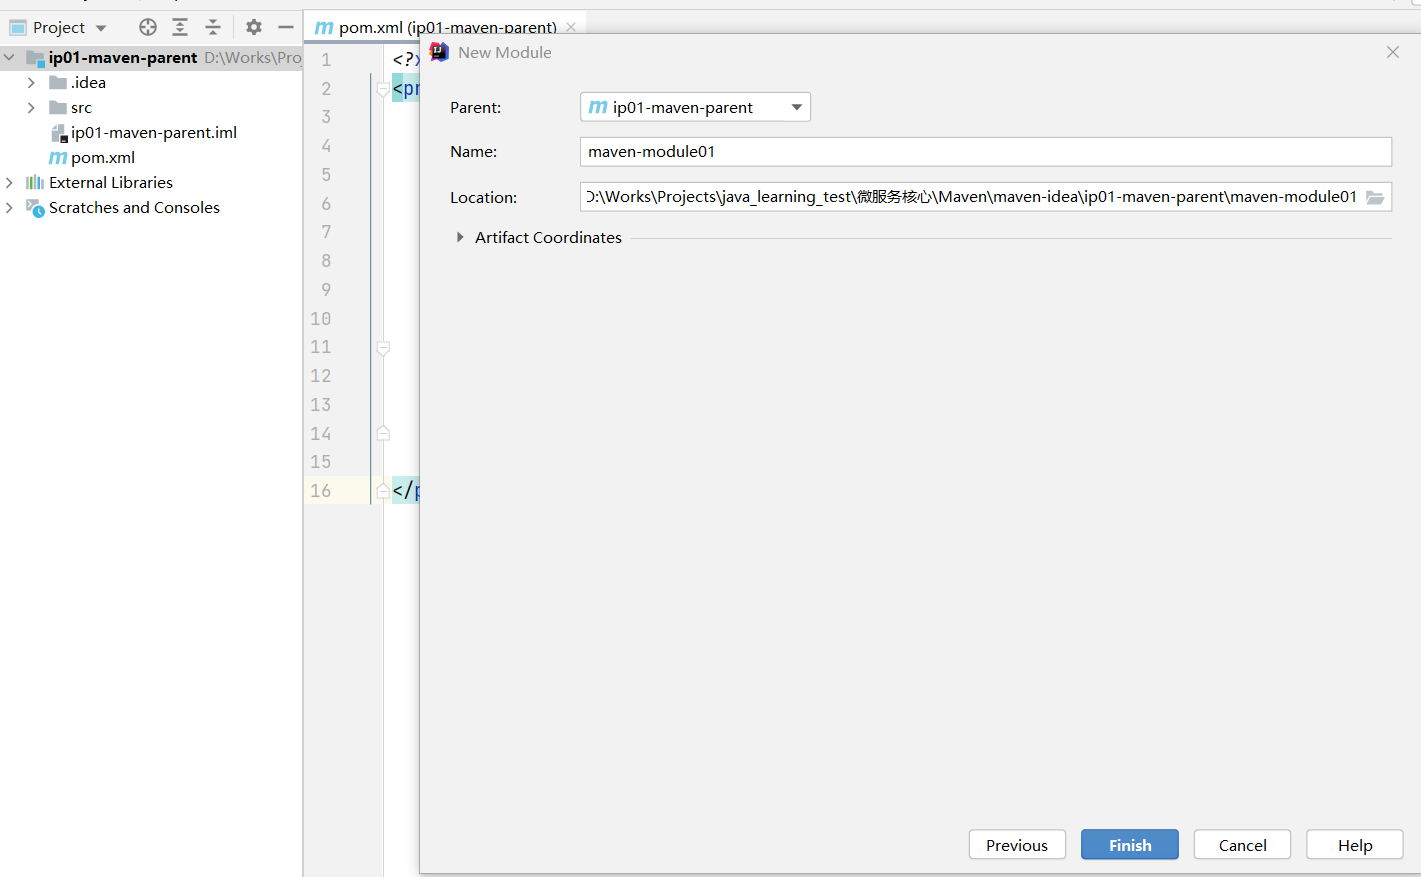 Project
pom.xml (ip01-maven-parent)
ip01-maven-parent D:\Works\Pro
.idea
src
ip01-maven-parent.iml
pom.xml
External Libraries
Scratches and Consoles
1 <?
2 <pr
3
4
5
6
7
8
9
10
11
12
13
14
15
16 </p
New Module
Parent: m ip01-maven-parent
Name: maven-module01
Location: D:\Works\Projects\java_learning_test\微服务核心\Maven\maven-idea\ip01-maven-parent\maven-module01
Artifact Coordinates
Previous
Finish
Cancel
Help